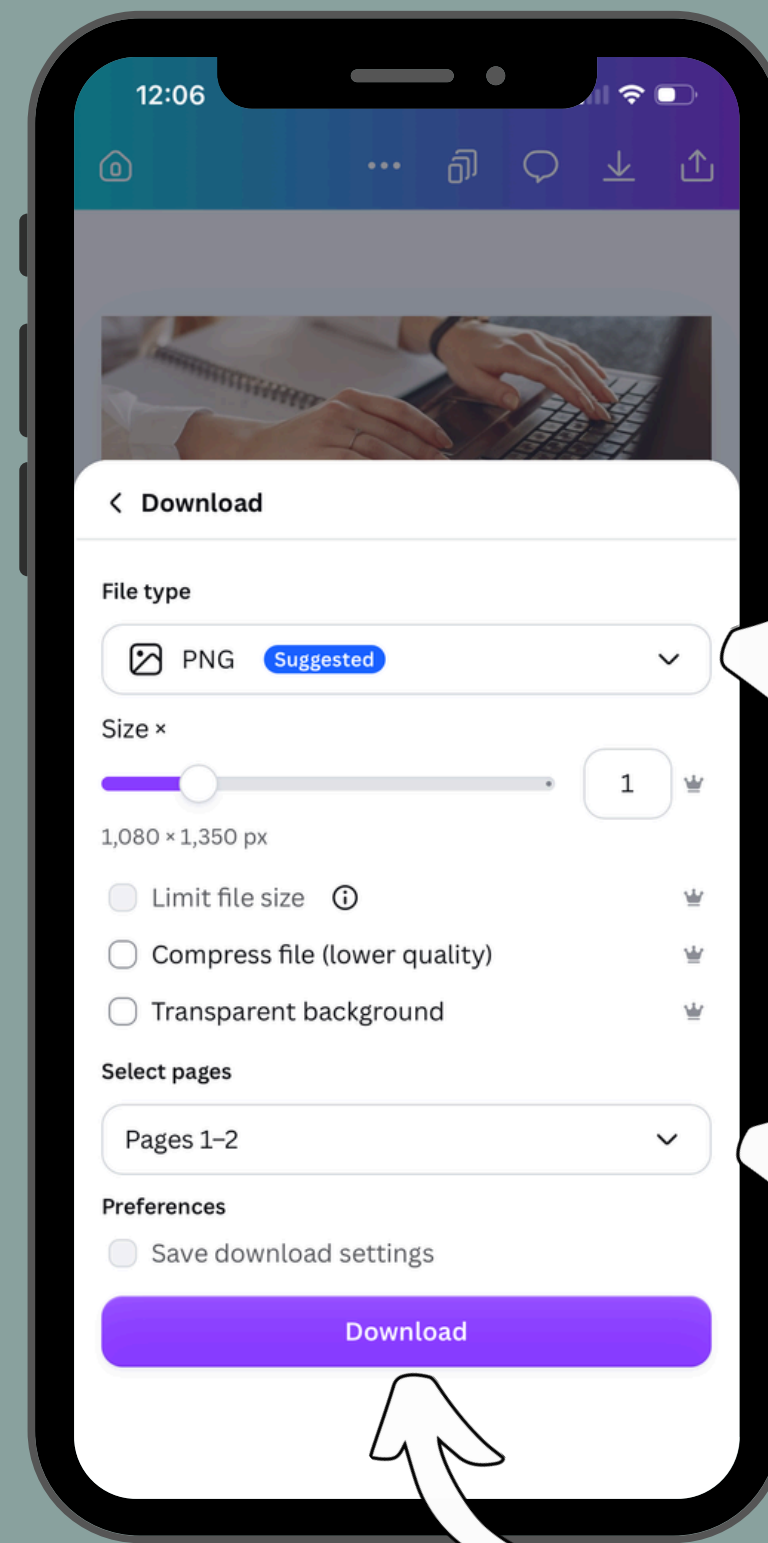 12:06
Download
File type
PNG Suggested
Size ×
1
1,080 × 1,350 px
Limit file size
Compress file (lower quality)
Transparent background
Select pages
Pages 1–2
Preferences
Save download settings
Download